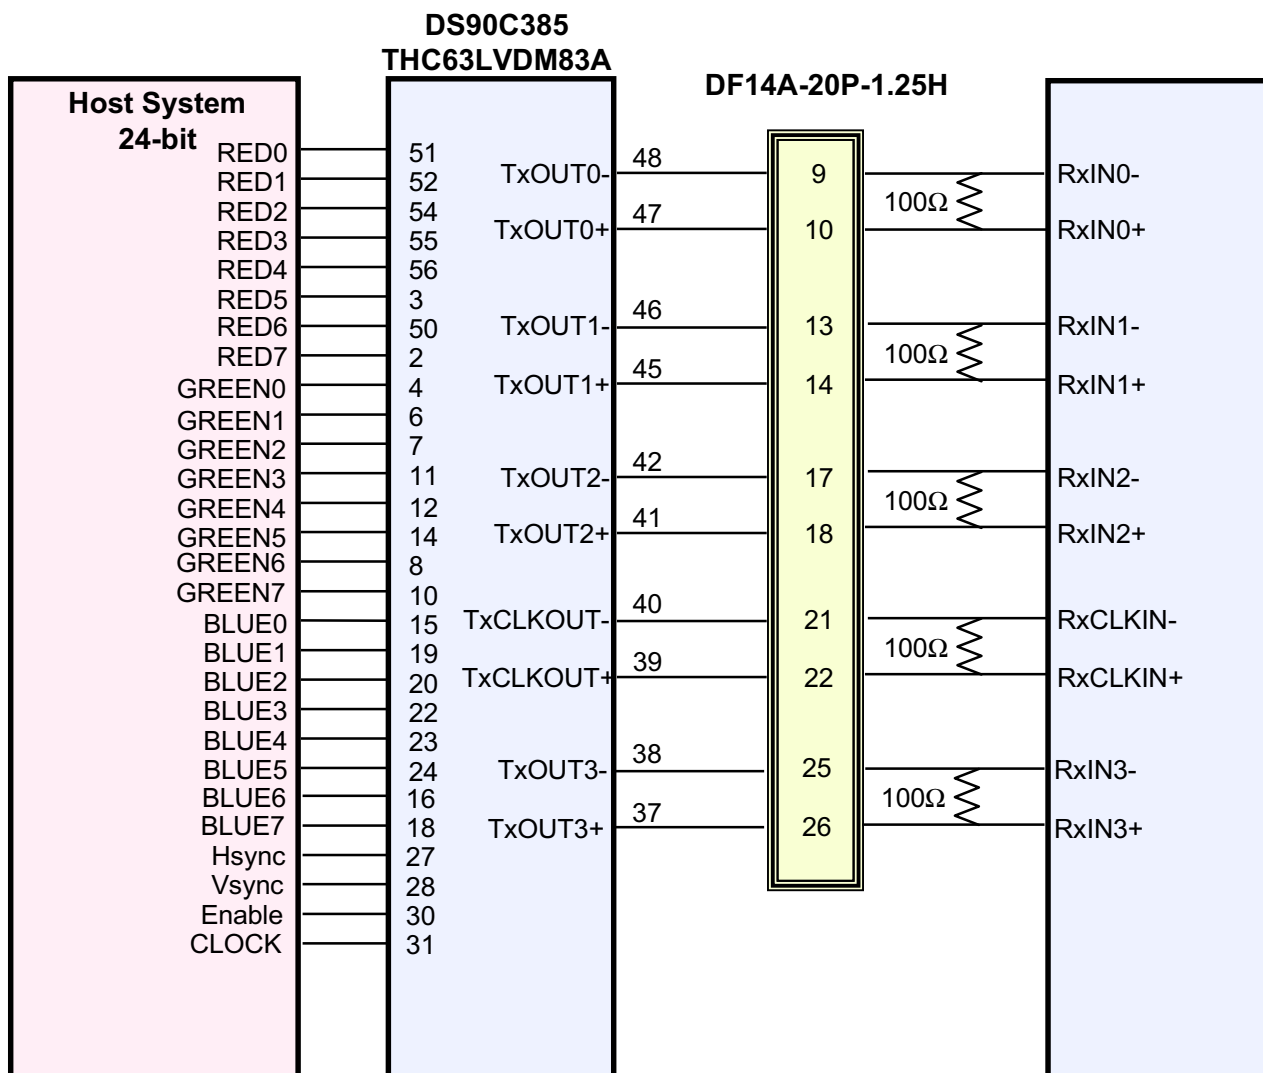 DS90C385
THC63LVDM83A
DF14A-20P-1.25H
Host System
24-bit
RED0 51
RED1 52
RED2 54
RED3 55
RED4 56
RED5 3
RED6 50
RED7 2
GREEN0 4
GREEN1 6
GREEN2 7
GREEN3 11
GREEN4 12
GREEN5 14
GREEN6 8
GREEN7 10
BLUE0 15
BLUE1 19
BLUE2 20
BLUE3 22
BLUE4 23
BLUE5 24
BLUE6 16
BLUE7 18
Hsync 27
Vsync 28
Enable 30
CLOCK 31
TxOUT0- 48 9 RxIN0-
100Ω
TxOUT0+ 47 10 RxIN0+
TxOUT1- 46 13 RxIN1-
100Ω
TxOUT1+ 45 14 RxIN1+
TxOUT2- 42 17 RxIN2-
100Ω
TxOUT2+ 41 18 RxIN2+
TxCLKOUT- 40 21 RxCLKIN-
100Ω
TxCLKOUT+ 39 22 RxCLKIN+
TxOUT3- 38 25 RxIN3-
100Ω
TxOUT3+ 37 26 RxIN3+